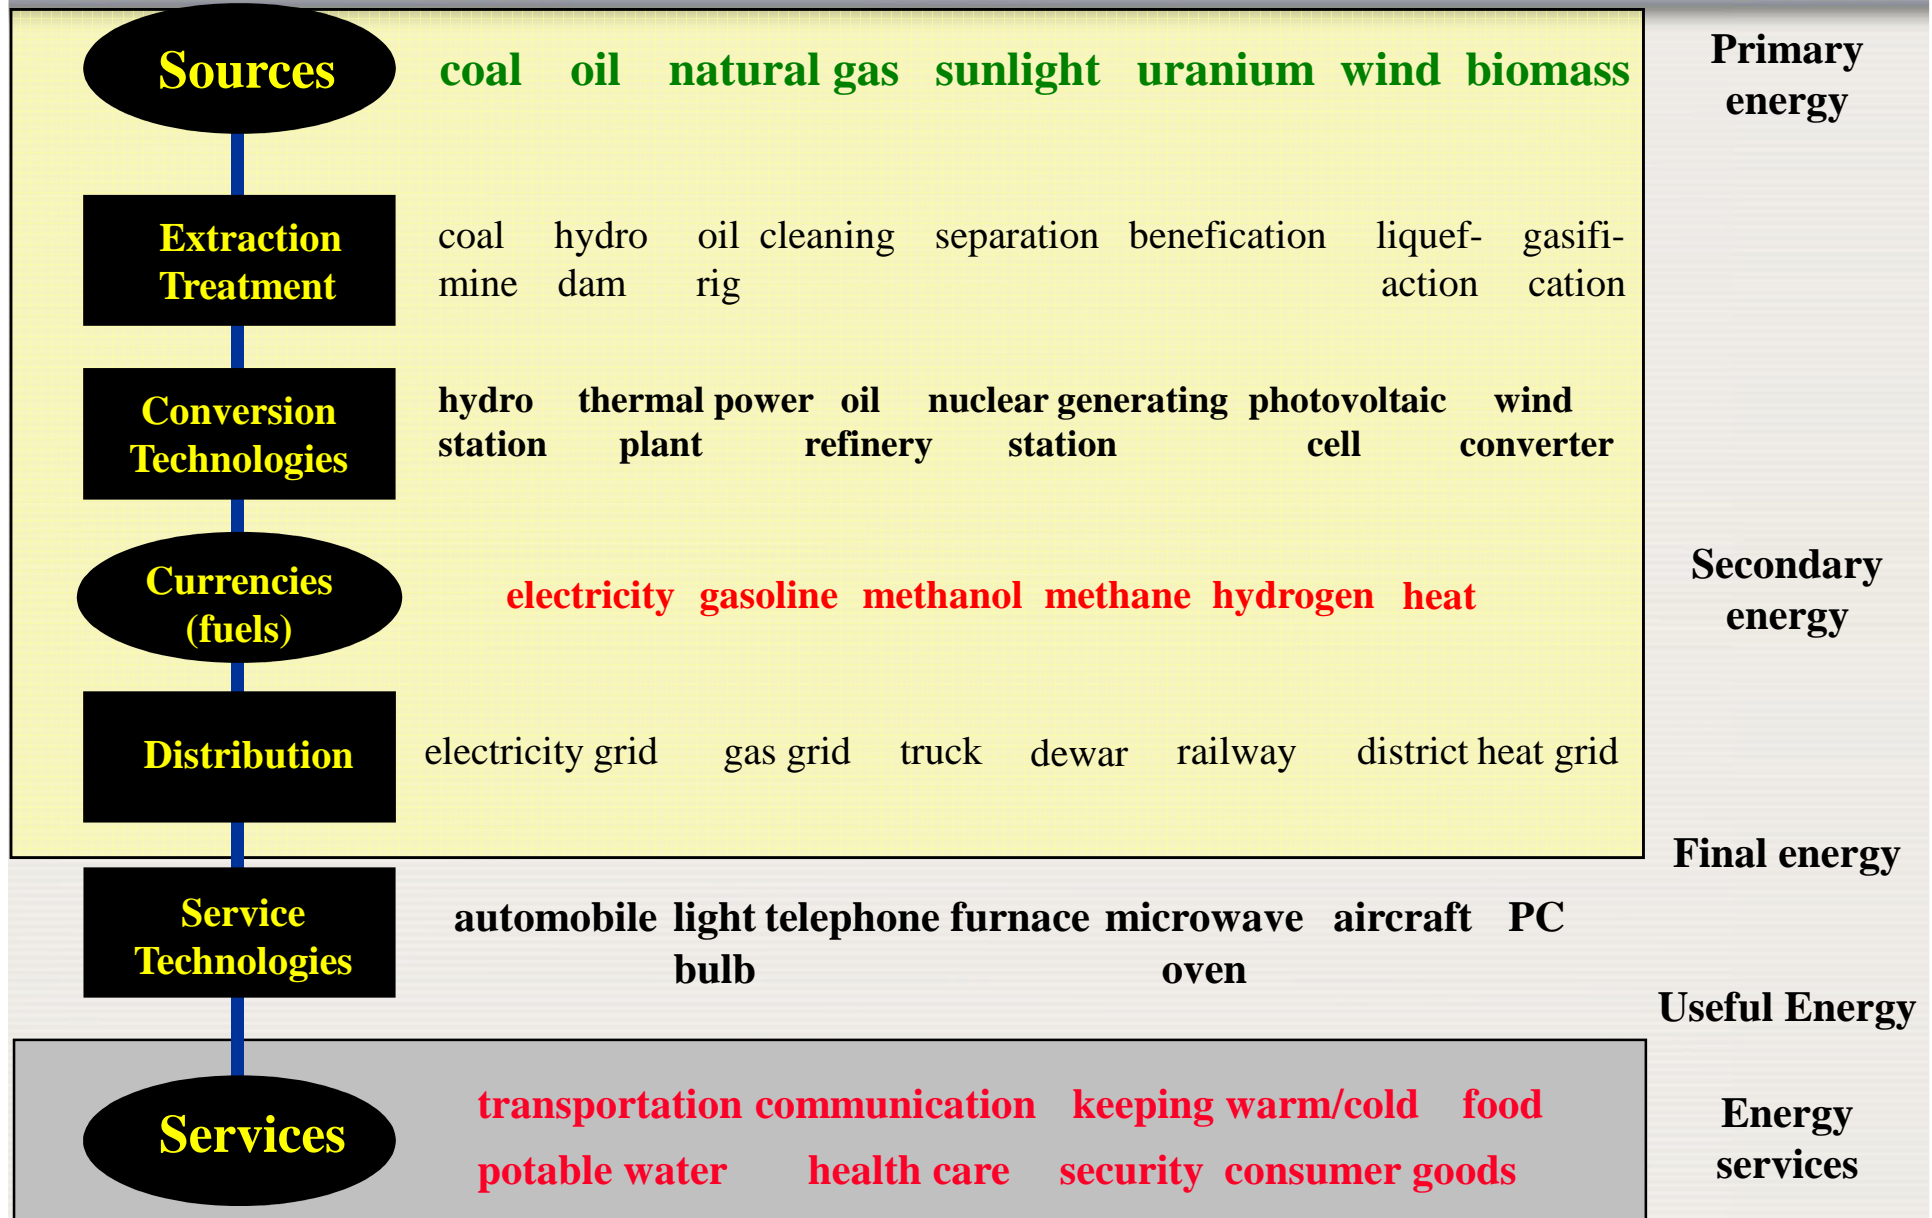 Sources
coal oil natural gas sunlight uranium wind biomass
Primary
energy
Extraction
Treatment
coal hydro oil cleaning separation benefication liquef- gasifi-
mine dam rig action cation
Conversion
Technologies
hydro thermal power oil nuclear generating photovoltaic wind
station plant refinery station cell converter
Currencies
(fuels)
electricity gasoline methanol methane hydrogen heat
Secondary
energy
Distribution
electricity grid gas grid truck dewar railway district heat grid
Final energy
Service
Technologies
automobile light telephone furnace microwave aircraft PC
bulb oven
Useful Energy
Services
transportation communication keeping warm/cold food
potable water health care security consumer goods
Energy
services